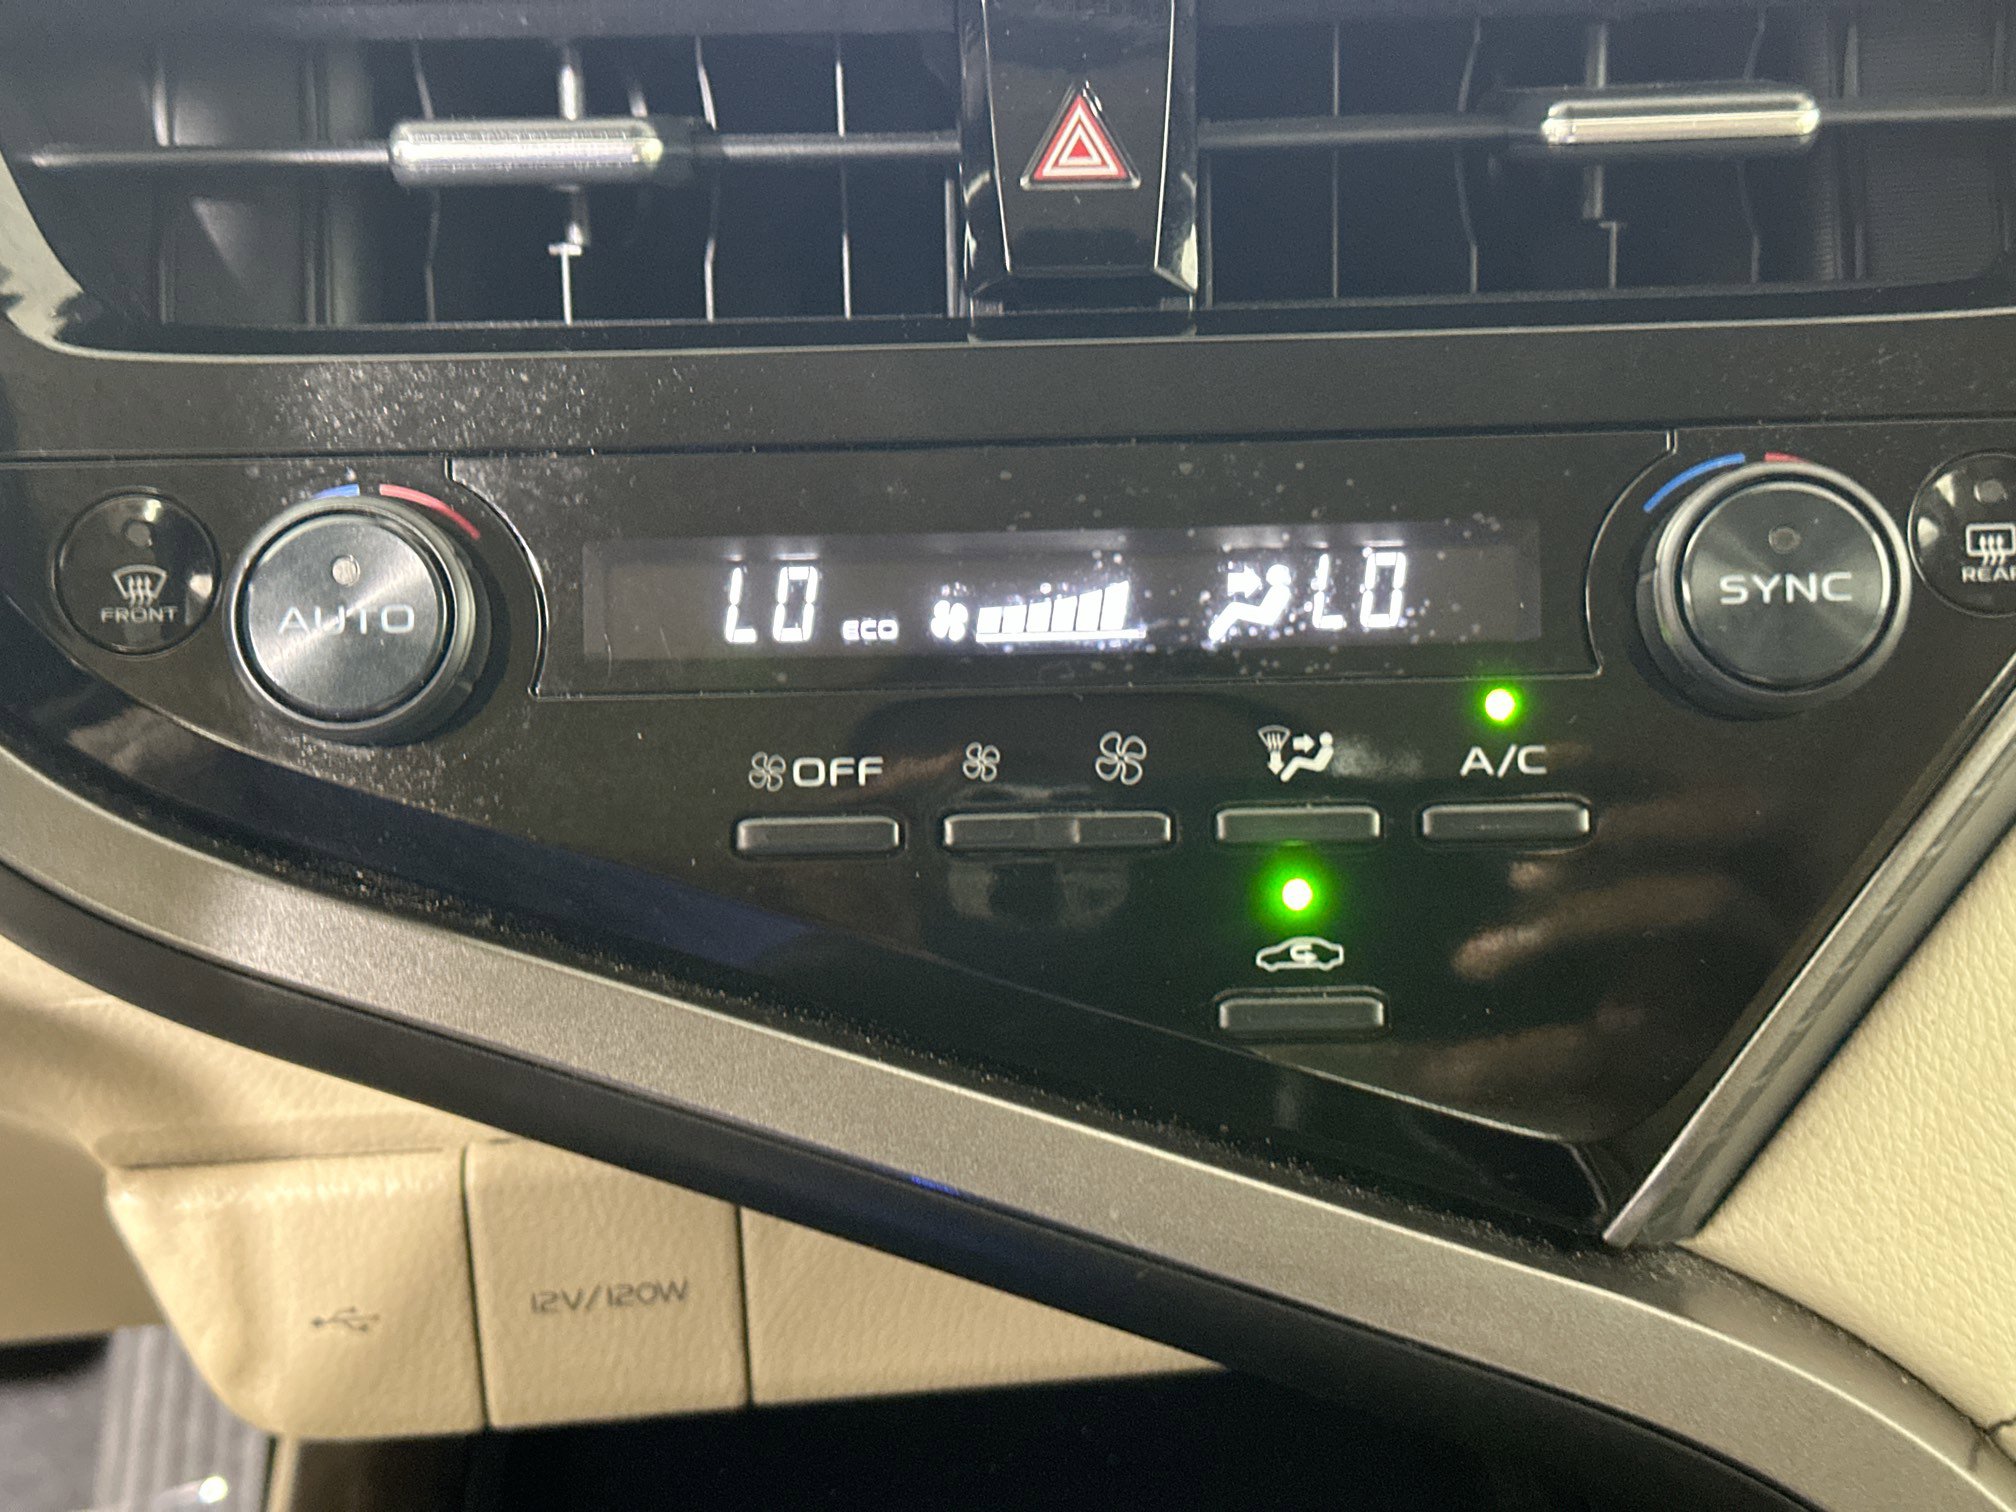 FRONT
AUTO
LO
ECO
LO
SYNC
REAR
OFF
A/C
12V/120W